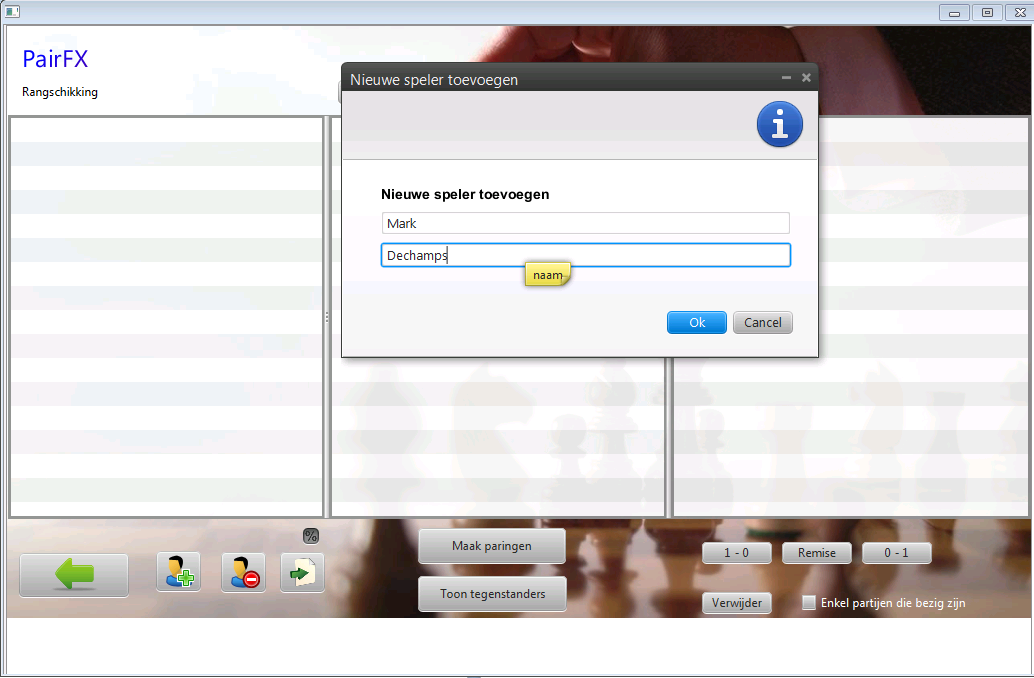 PairFX
Rangschikking
Nieuwe speler toevoegen
Nieuwe speler toevoegen
Mark
Dechamps
naam
Ok
Cancel
%
Maak paringen
Toon tegenstanders
1 - 0
Remise
0 - 1
Verwijder
Enkel partijen die bezig zijn